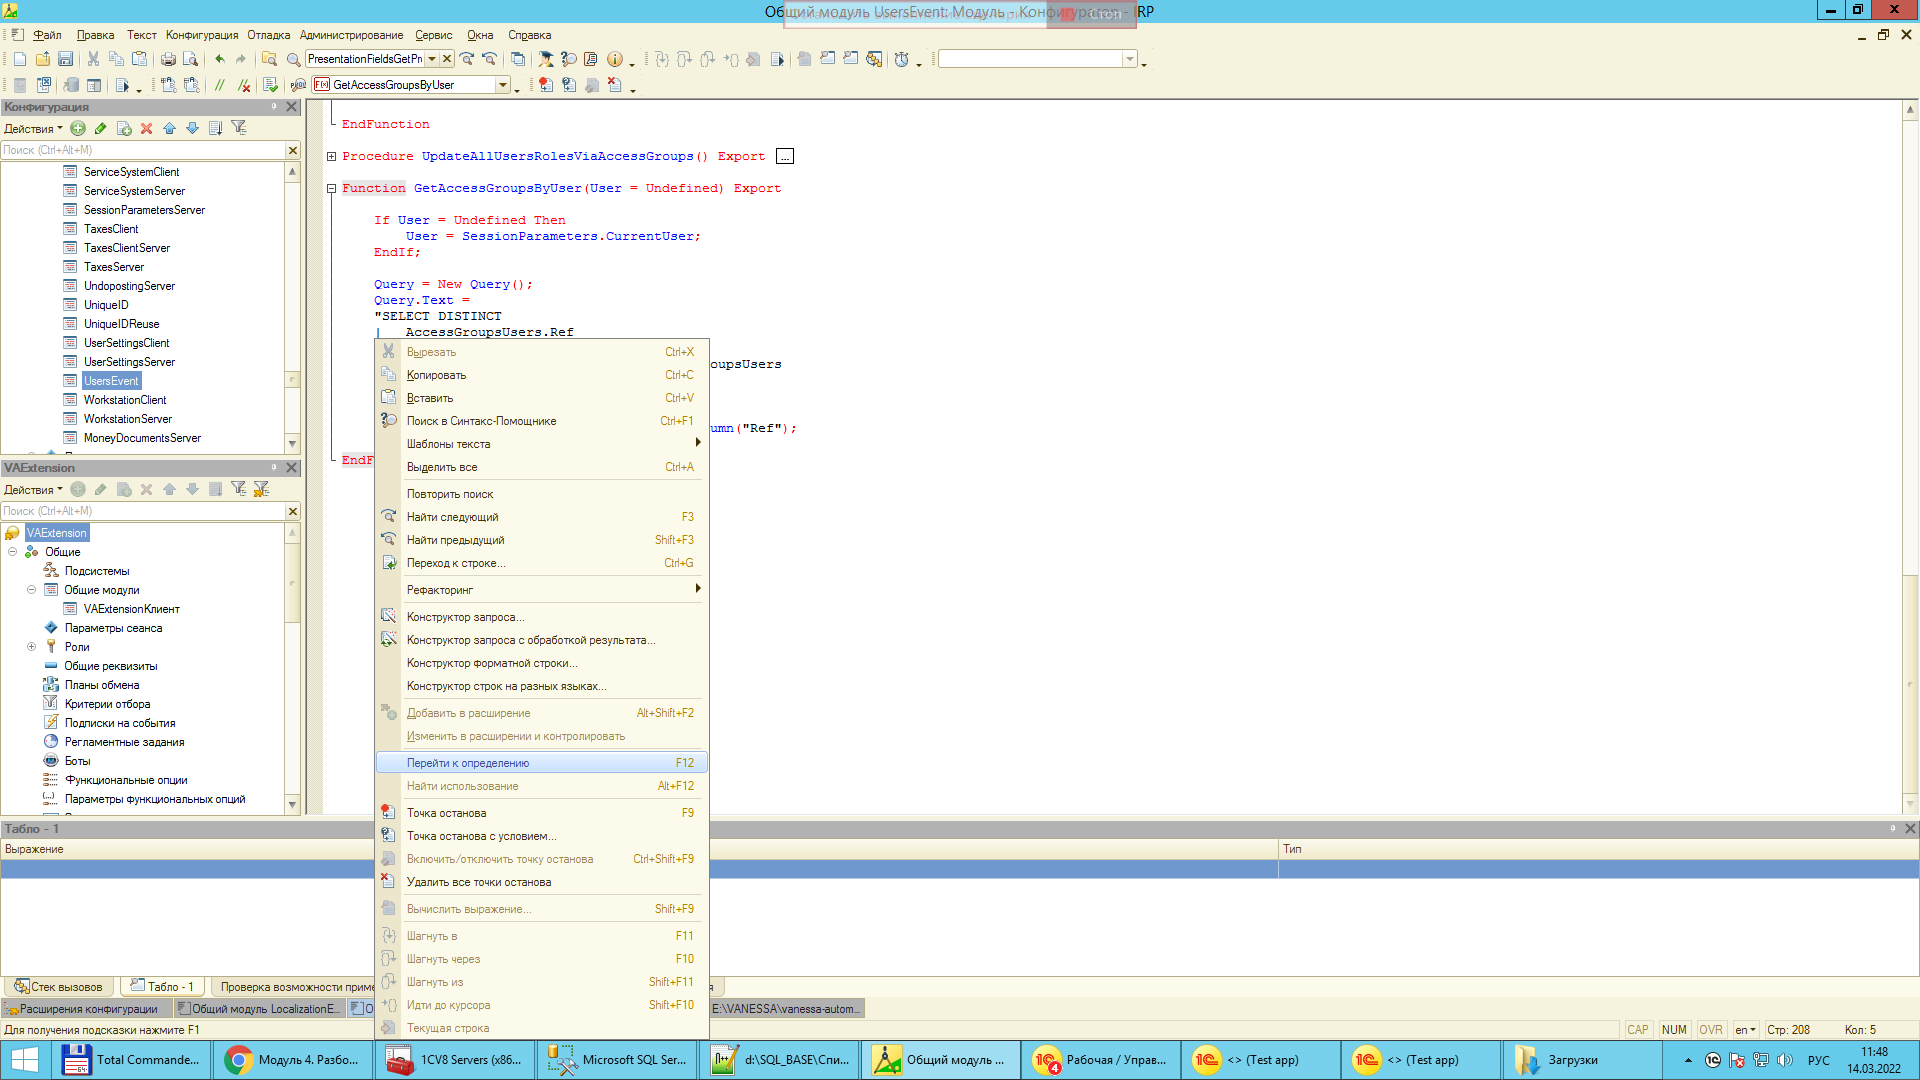 Общий модуль UsersEvent: Модуль - Конфигуратор - IRP
Стоп
Файл Правка Текст Конфигурация Отладка Администрирование Сервис Окна Справка
PresentationFieldsGetPn
GetAccessGroupsByUser
Конфигурация
Действия
Поиск (Ctrl+Alt+M)
ServiceSystemClient
ServiceSystemServer
SessionParametersServer
TaxesClient
TaxesClientServer
TaxesServer
UndopostingServer
UniqueID
UniqueIDReuse
UserSettingsClient
UserSettingsServer
UsersEvent
WorkstationClient
WorkstationServer
MoneyDocumentsServer
VAExtension
Действия
Поиск (Ctrl+Alt+M)
VAExtension
Общие
Подсистемы
Общие модули
VAExtensionКлиент
Параметры сеанса
Роли
Общие реквизиты
Планы обмена
Критерии отбора
Подписки на события
Регламентные задания
Боты
Функциональные опции
Параметры функциональных опций
EndFunction
Procedure UpdateAllUsersRolesViaAccessGroups() Export ...
Function GetAccessGroupsByUser(User = Undefined) Export
If User = Undefined Then
User = SessionParameters.CurrentUser;
EndIf;
Query = New Query();
Query.Text =
"SELECT DISTINCT
| AccessGroupsUsers.Ref
oupsUsers
umn("Ref");
EndF
Вырезать Ctrl+X
Копировать Ctrl+C
Вставить Ctrl+V
Поиск в Синтакс-Помощнике Ctrl+F1
Шаблоны текста
Выделить все Ctrl+A
Повторить поиск
Найти следующий F3
Найти предыдущий Shift+F3
Переход к строке... Ctrl+G
Рефакторинг
Конструктор запроса...
Конструктор запроса с обработкой результата...
Конструктор форматной строки...
Конструктор строк на разных языках...
Добавить в расширение Alt+Shift+F2
Изменить в расширении и контролировать
Перейти к определению F12
Найти использование Alt+F12
Точка останова F9
Точка останова с условием...
Включить/отключить точку останова Ctrl+Shift+F9
Удалить все точки останова
Вычислить выражение... Shift+F9
Шагнуть в F11
Шагнуть через F10
Шагнуть из Shift+F11
Идти до курсора Shift+F10
Текущая строка
Табло - 1
Выражение Тип
Стек вызовов Табло - 1 Проверка возможности приме
Расширения конфигурации Общий модуль LocalizationE... E:\VANESSA\vanessa-autom...
Для получения подсказки нажмите F1 CAP NUM OVR en Стр: 208 Кол: 5
Total Commande... Модуль 4. Разбо... 1CV8 Servers (x86... Microsoft SQL Ser... d:\SQL_BASE\Спи... Общий модуль ... Рабочая / Управ... <> (Test app) <> (Test app) Загрузки РУС 11:48
14.03.2022